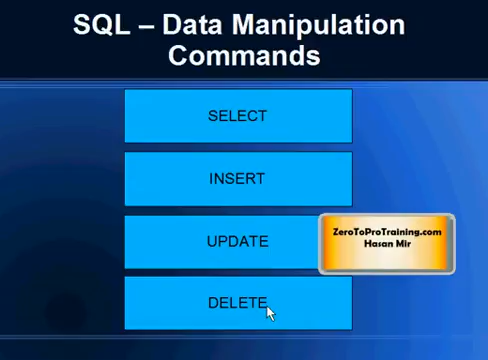 SQL – Data Manipulation
Commands
SELECT
INSERT
UPDATE
ZeroToProTraining.com
Hasan Mir
DELETE